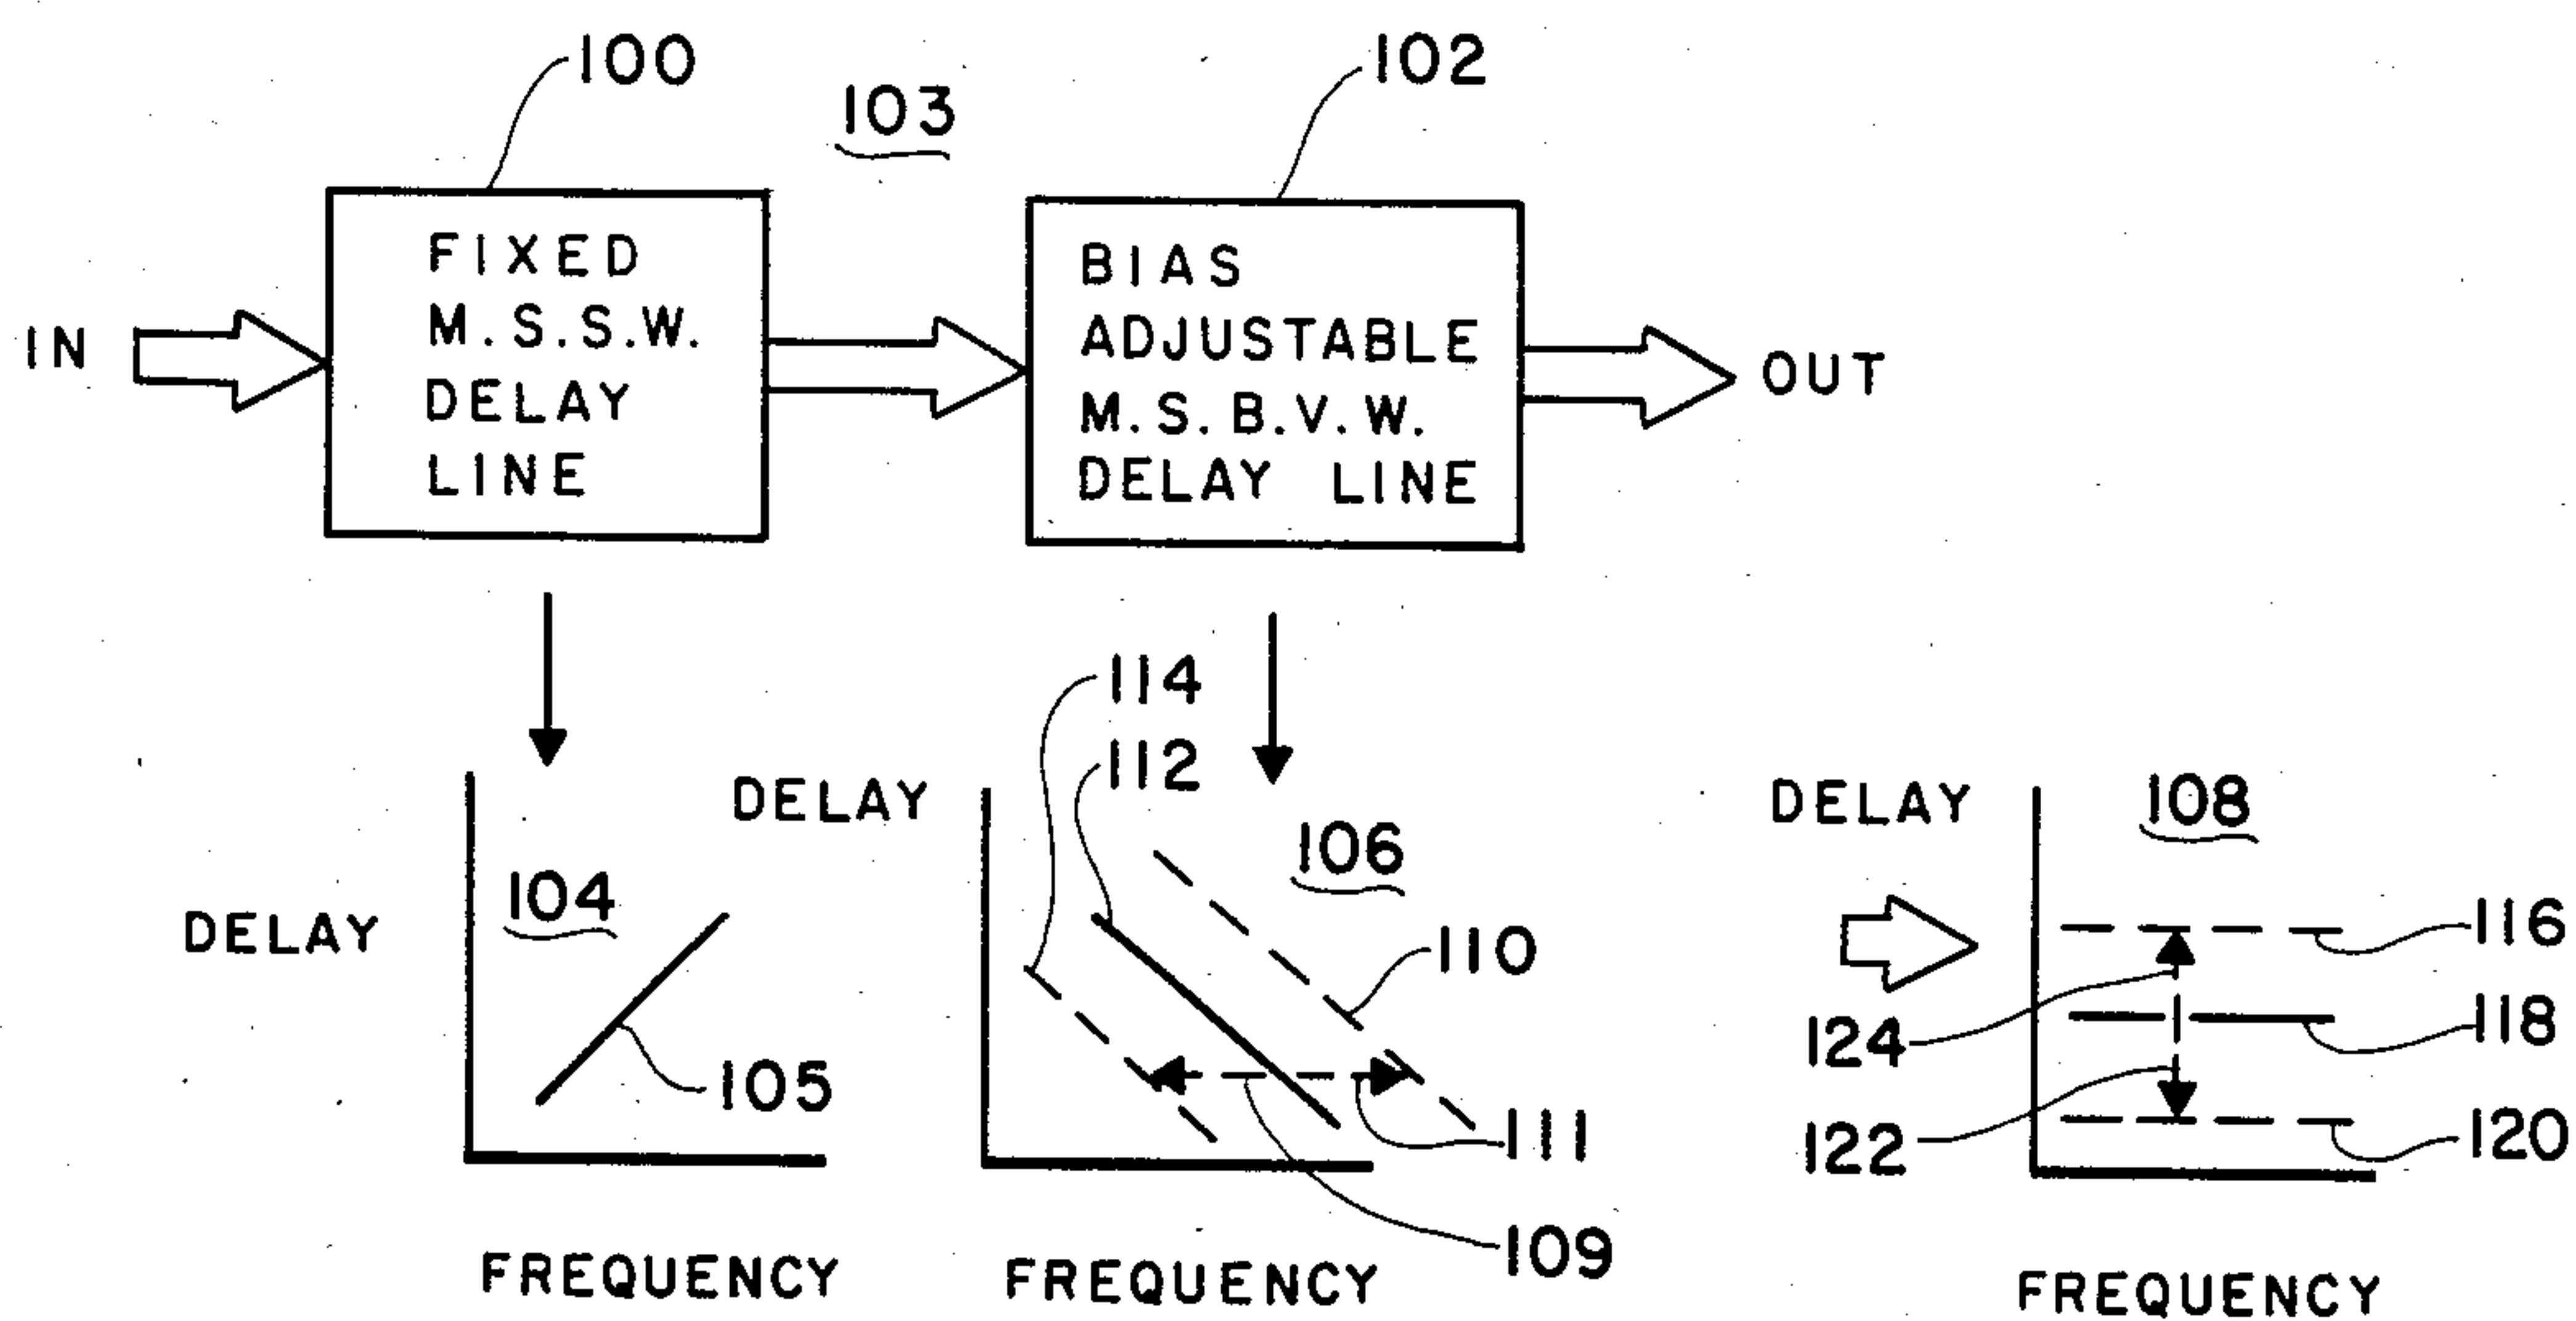 100
102
103
FIXED
M.S.S.W.
DELAY
LINE
BIAS
ADJUSTABLE
M.S.B.V.W.
DELAY LINE
IN
OUT
114
112
DELAY
DELAY
108
106
104
DELAY
110
116
118
124
105
111
122
120
109
FREQUENCY
FREQUENCY
FREQUENCY